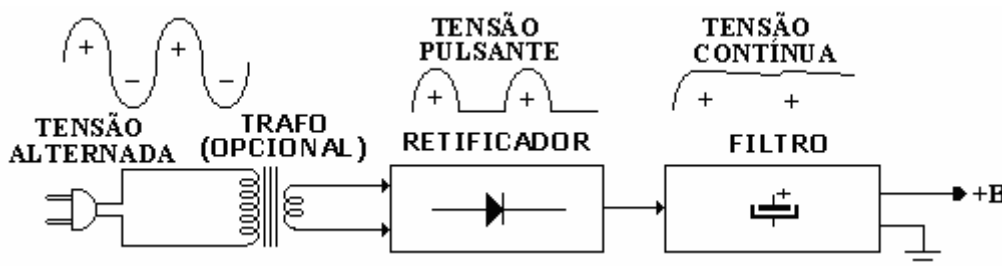 TENSÃO
PULSANTE
TENSÃO
CONTÍNUA
+
–
+
–
+
+
+
+
TENSÃO
ALTERNADA
TRAFO
(OPCIONAL)
RETIFICADOR
FILTRO
+
+B